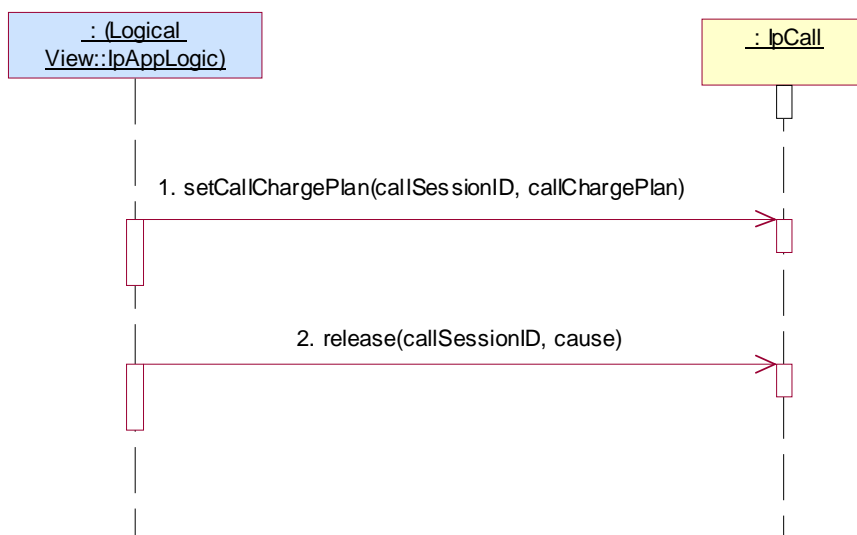 : (Logical
View::IpAppLogic)
: IpCall
1. setCallChargePlan(callSessionID, callChargePlan)
2. release(callSessionID, cause)